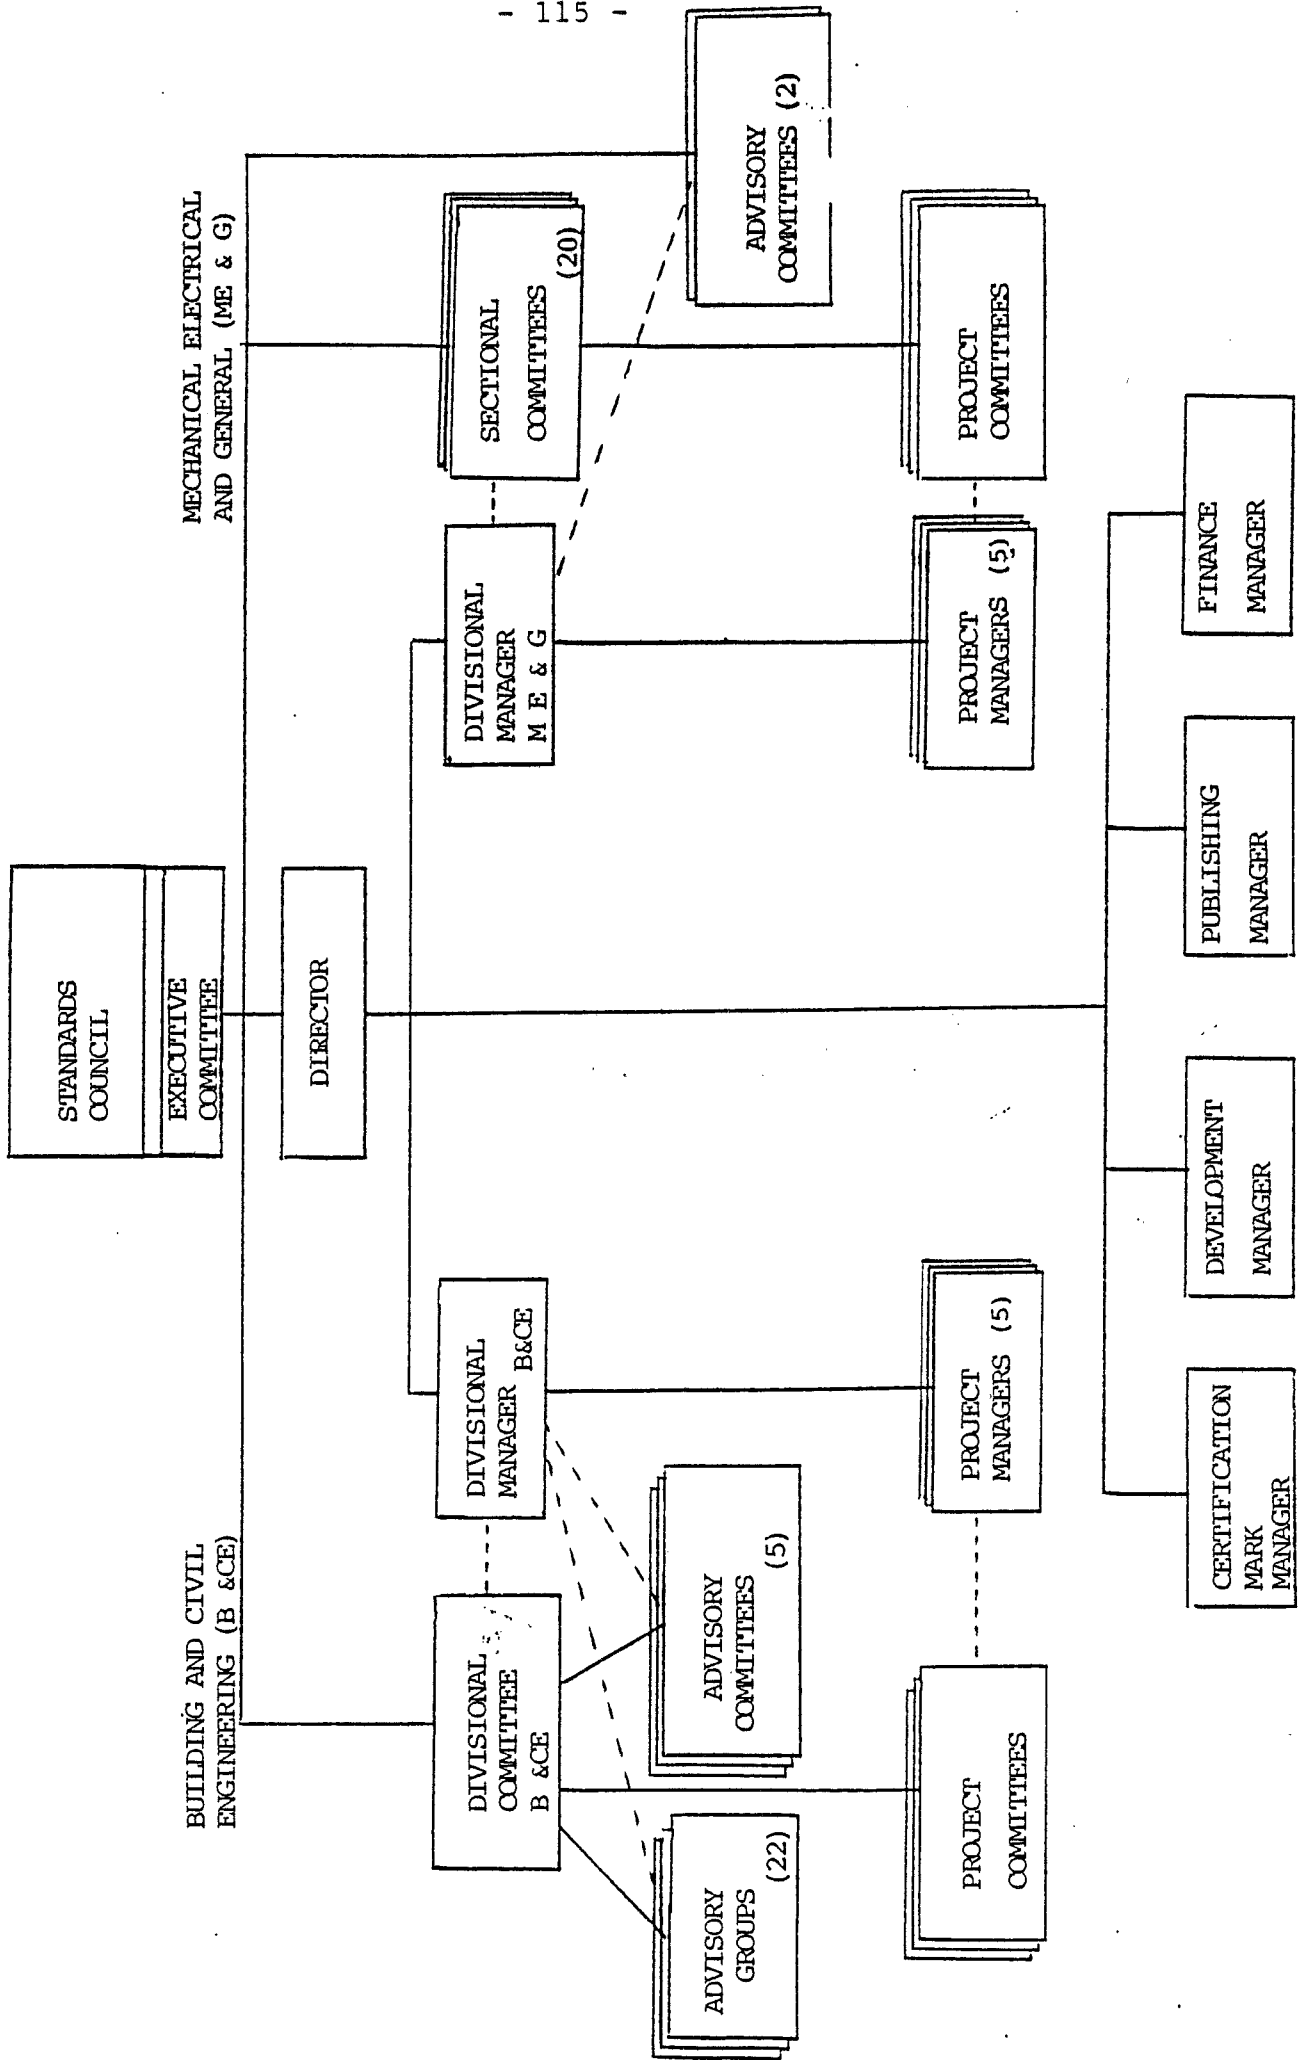 - 115 -
STANDARDS
COUNCIL
EXECUTIVE
COMMITTEE
BUILDING AND CIVIL
ENGINEERING (B &CE)
MECHANICAL ELECTRICAL
AND GENERAL (ME & G)
DIRECTOR
DIVISIONAL
COMMITTEE
B &CE
DIVISIONAL
MANAGER B&CE
DIVISIONAL
MANAGER
M E & G
SECTIONAL
COMMITTEES
(20)
ADVISORY
GROUPS
(22)
ADVISORY
COMMITTEES
(5)
ADVISORY
COMMITTEES (2)
PROJECT
COMMITTEES
PROJECT
MANAGERS (5)
PROJECT
MANAGERS (5)
PROJECT
COMMITTEES
CERTIFICATION
MARK
MANAGER
DEVELOPMENT
MANAGER
PUBLISHING
MANAGER
FINANCE
MANAGER